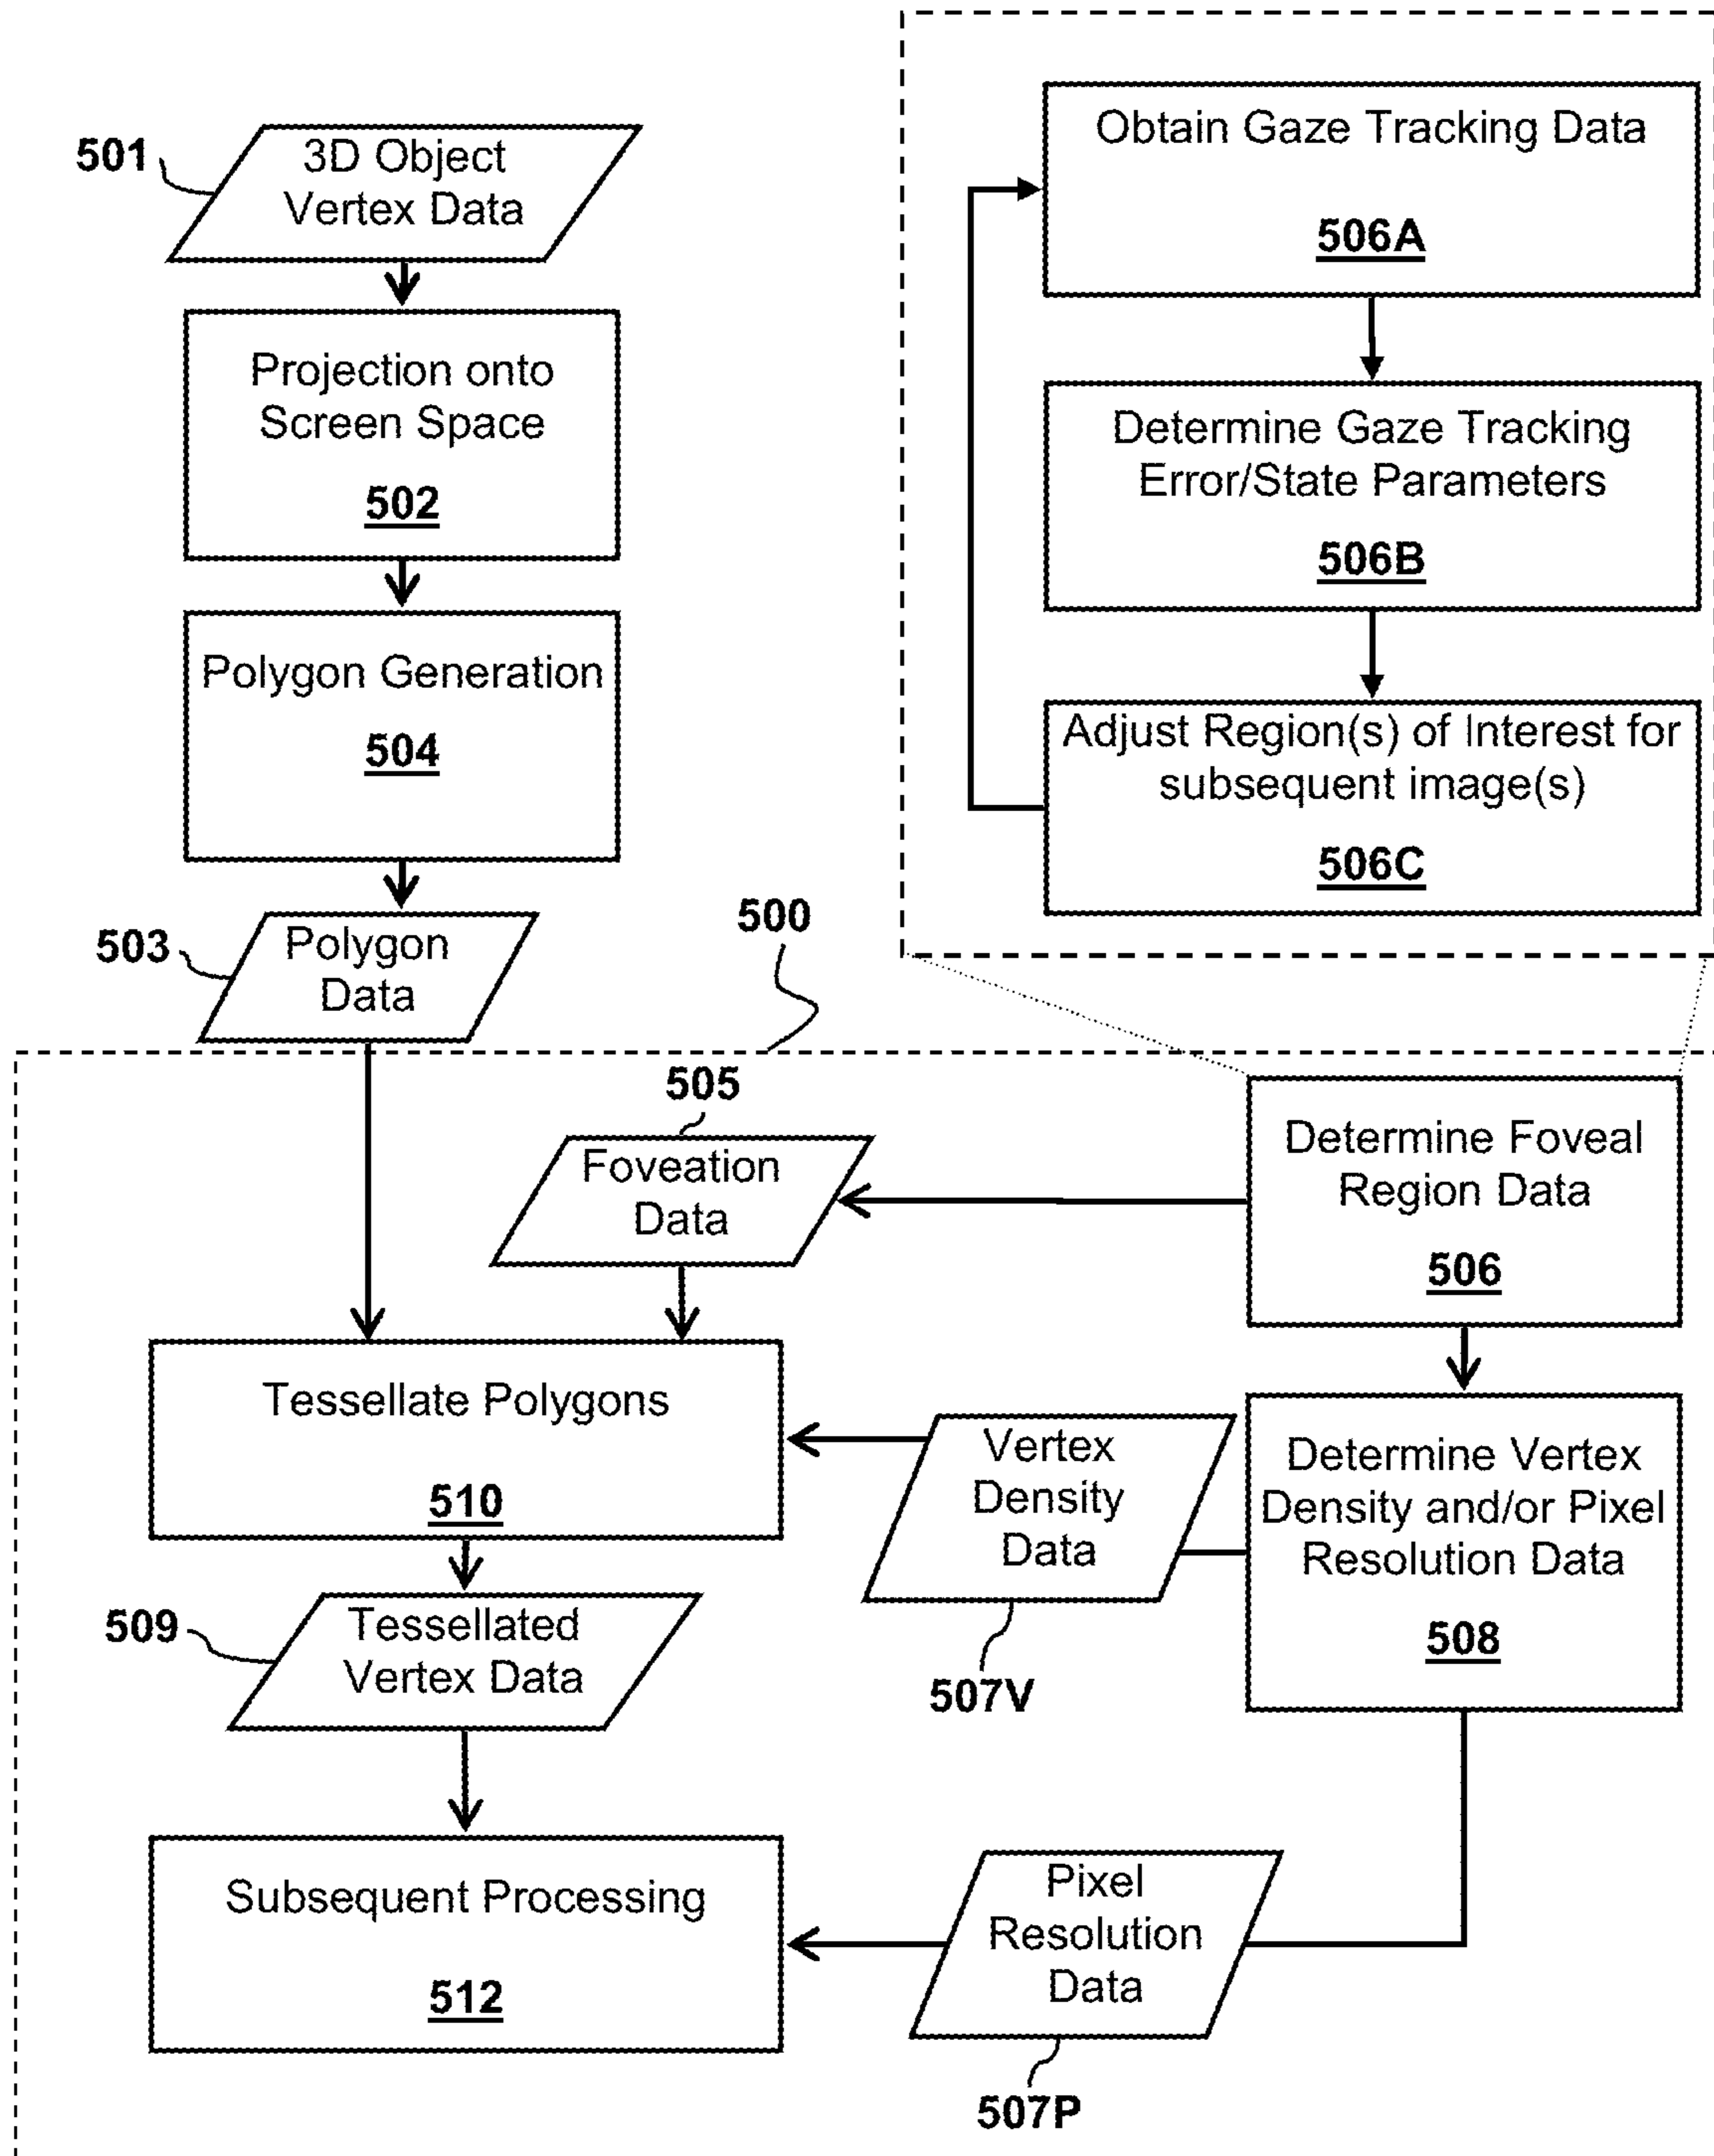 501
3D Object
Vertex Data
Projection onto
Screen Space
502
Polygon Generation
504
503
Polygon
Data
500
Obtain Gaze Tracking Data
506A
Determine Gaze Tracking
Error/State Parameters
506B
Adjust Region(s) of Interest for
subsequent image(s)
506C
505
Foveation
Data
Determine Foveal
Region Data
506
Tessellate Polygons
510
Vertex
Density
Data
507V
Determine Vertex
Density and/or Pixel
Resolution Data
508
509
Tessellated
Vertex Data
Subsequent Processing
512
Pixel
Resolution
Data
507P